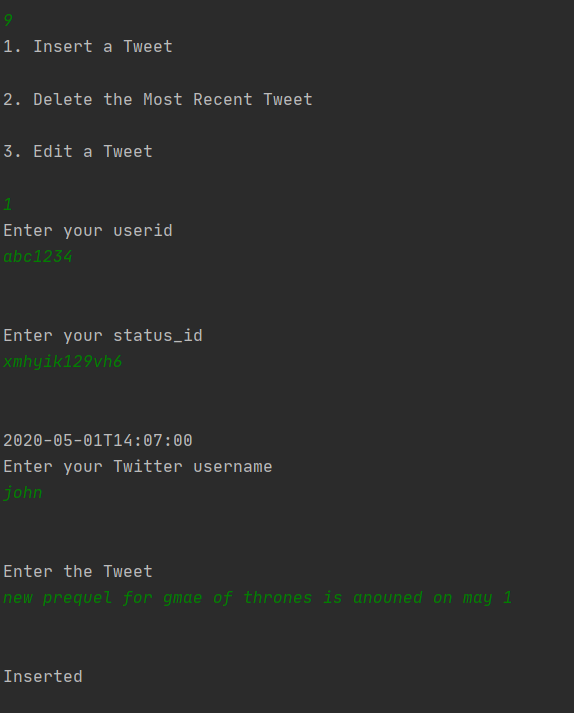 9
1. Insert a Tweet
2. Delete the Most Recent Tweet
3. Edit a Tweet
1
Enter your userid
abc1234
Enter your status_id
xmhyik129vh6
2020-05-01T14:07:00
Enter your Twitter username
john
Enter the Tweet
new prequel for gmae of thrones is anouned on may 1
Inserted